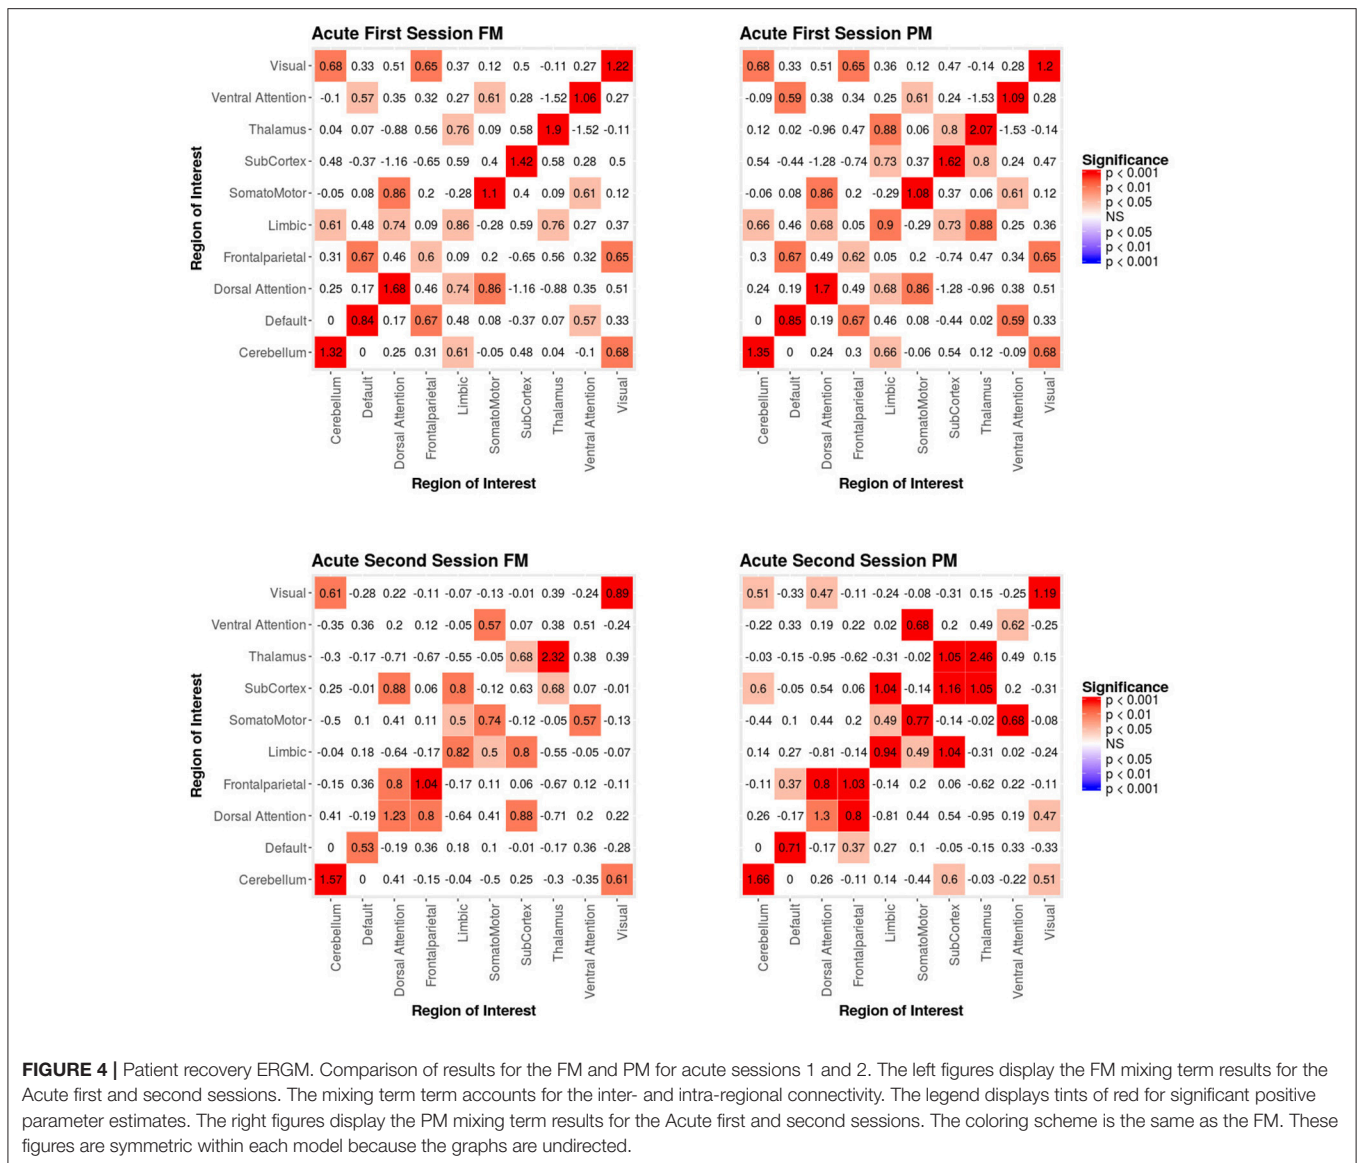 Acute First Session FM
Visual 0.68 0.33 0.51 0.65 0.37 0.12 0.5 -0.11 0.27 1.22
Ventral Attention -0.1 0.57 0.35 0.32 0.27 0.61 0.28 -1.52 1.06 0.27
Thalamus 0.04 0.07 -0.88 0.56 0.76 0.09 0.58 1.9 -1.52 -0.11
SubCortex 0.48 -0.37 -1.16 -0.65 0.59 0.4 1.42 0.58 0.28 0.5
SomatoMotor -0.05 0.08 0.86 0.2 -0.28 1.1 0.4 0.09 0.61 0.12
Limbic 0.61 0.48 0.74 0.09 0.86 -0.28 0.59 0.76 0.27 0.37
Frontalparietal 0.31 0.67 0.46 0.6 0.09 0.2 -0.65 0.56 0.32 0.65
Dorsal Attention 0.25 0.17 1.68 0.46 0.74 0.86 -1.16 -0.88 0.35 0.51
Default 0 0.84 0.17 0.67 0.48 0.08 -0.37 0.07 0.57 0.33
Cerebellum 1.32 0 0.25 0.31 0.61 -0.05 0.48 0.04 -0.1 0.68
Region of Interest
Cerebellum
Default
Dorsal Attention
Frontalparietal
Limbic
SomatoMotor
SubCortex
Thalamus
Ventral Attention
Visual
Region of Interest
Acute First Session PM
0.68 0.33 0.51 0.65 0.36 0.12 0.47 -0.14 0.28 1.2
-0.09 0.59 0.38 0.34 0.25 0.61 0.24 -1.53 1.09 0.28
0.12 0.02 -0.96 0.47 0.88 0.06 0.8 2.07 -1.53 -0.14
0.54 -0.44 -1.28 -0.74 0.73 0.37 1.62 0.8 0.24 0.47
-0.06 0.08 0.86 0.2 -0.29 1.08 0.37 0.06 0.61 0.12
0.66 0.46 0.68 0.05 0.9 -0.29 0.73 0.88 0.25 0.36
0.3 0.67 0.49 0.62 0.05 0.2 -0.74 0.47 0.34 0.65
0.24 0.19 1.7 0.49 0.68 0.86 -1.28 -0.96 0.38 0.51
0 0.85 0.19 0.67 0.46 0.08 -0.44 0.02 0.59 0.33
1.35 0 0.24 0.3 0.66 -0.06 0.54 0.12 -0.09 0.68
Cerebellum
Default
Dorsal Attention
Frontalparietal
Limbic
SomatoMotor
SubCortex
Thalamus
Ventral Attention
Visual
Region of Interest
Significance
p < 0.001
p < 0.01
p < 0.05
NS
p < 0.05
p < 0.01
p < 0.001
Acute Second Session FM
Visual 0.61 -0.28 0.22 -0.11 -0.07 -0.13 -0.01 0.39 -0.24 0.89
Ventral Attention -0.35 0.36 0.2 0.12 -0.05 0.57 0.07 0.38 0.51 -0.24
Thalamus -0.3 -0.17 -0.71 -0.67 -0.55 -0.05 0.68 2.32 0.38 0.39
SubCortex 0.25 -0.01 0.88 0.06 0.8 -0.12 0.63 0.68 0.07 -0.01
SomatoMotor -0.5 0.1 0.41 0.11 0.5 0.74 -0.12 -0.05 0.57 -0.13
Limbic -0.04 0.18 -0.64 -0.17 0.82 0.5 0.8 -0.55 -0.05 -0.07
Frontalparietal -0.15 0.36 0.8 1.04 -0.17 0.11 0.06 -0.67 0.12 -0.11
Dorsal Attention 0.41 -0.19 1.23 0.8 -0.64 0.41 0.88 -0.71 0.2 0.22
Default 0 0.53 -0.19 0.36 0.18 0.1 -0.01 -0.17 0.36 -0.28
Cerebellum 1.57 0 0.41 -0.15 -0.04 -0.5 0.25 -0.3 -0.35 0.61
Region of Interest
Cerebellum
Default
Dorsal Attention
Frontalparietal
Limbic
SomatoMotor
SubCortex
Thalamus
Ventral Attention
Visual
Region of Interest
Acute Second Session PM
0.51 -0.33 0.47 -0.11 -0.24 -0.08 -0.31 0.15 -0.25 1.19
-0.22 0.33 0.19 0.22 0.02 0.68 0.2 0.49 0.62 -0.25
-0.03 -0.15 -0.95 -0.62 -0.31 -0.02 1.05 2.46 0.49 0.15
0.6 -0.05 0.54 0.06 1.04 -0.14 1.16 1.05 0.2 -0.31
-0.44 0.1 0.44 0.2 0.49 0.77 -0.14 -0.02 0.68 -0.08
0.14 0.27 -0.81 -0.14 0.94 0.49 1.04 -0.31 0.02 -0.24
-0.11 0.37 0.8 1.03 -0.14 0.2 0.06 -0.62 0.22 -0.11
0.26 -0.17 1.3 0.8 -0.81 0.44 0.54 -0.95 0.19 0.47
0 0.71 -0.17 0.37 0.27 0.1 -0.05 -0.15 0.33 -0.33
1.66 0 0.26 -0.11 0.14 -0.44 0.6 -0.03 -0.22 0.51
Cerebellum
Default
Dorsal Attention
Frontalparietal
Limbic
SomatoMotor
SubCortex
Thalamus
Ventral Attention
Visual
Region of Interest
Significance
p < 0.001
p < 0.01
p < 0.05
NS
p < 0.05
p < 0.01
p < 0.001
FIGURE 4 | Patient recovery ERGM. Comparison of results for the FM and PM for acute sessions 1 and 2. The left figures display the FM mixing term results for the
Acute first and second sessions. The mixing term term accounts for the inter- and intra-regional connectivity. The legend displays tints of red for significant positive
parameter estimates. The right figures display the PM mixing term results for the Acute first and second sessions. The coloring scheme is the same as the FM. These
figures are symmetric within each model because the graphs are undirected.